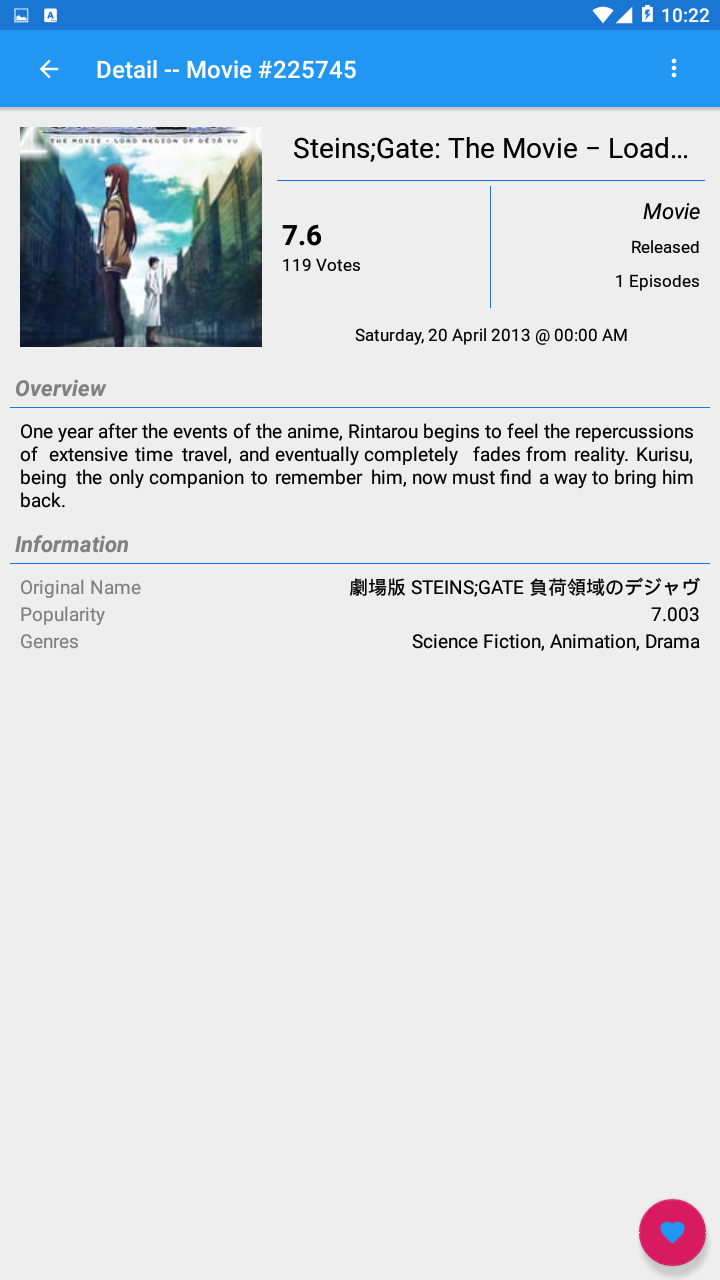 10:22
Detail -- Movie #225745
THE MOVIE - LOAD REGION OF DÉJÀ VU
Steins;Gate: The Movie − Load…
7.6
119 Votes
Movie
Released
1 Episodes
Saturday, 20 April 2013 @ 00:00 AM
Overview
One year after the events of the anime, Rintarou begins to feel the repercussions
of extensive time travel, and eventually completely fades from reality. Kurisu,
being the only companion to remember him, now must find a way to bring him
back.
Information
Original Name 劇場版 STEINS;GATE 負荷領域のデジャヴ
Popularity 7.003
Genres Science Fiction, Animation, Drama